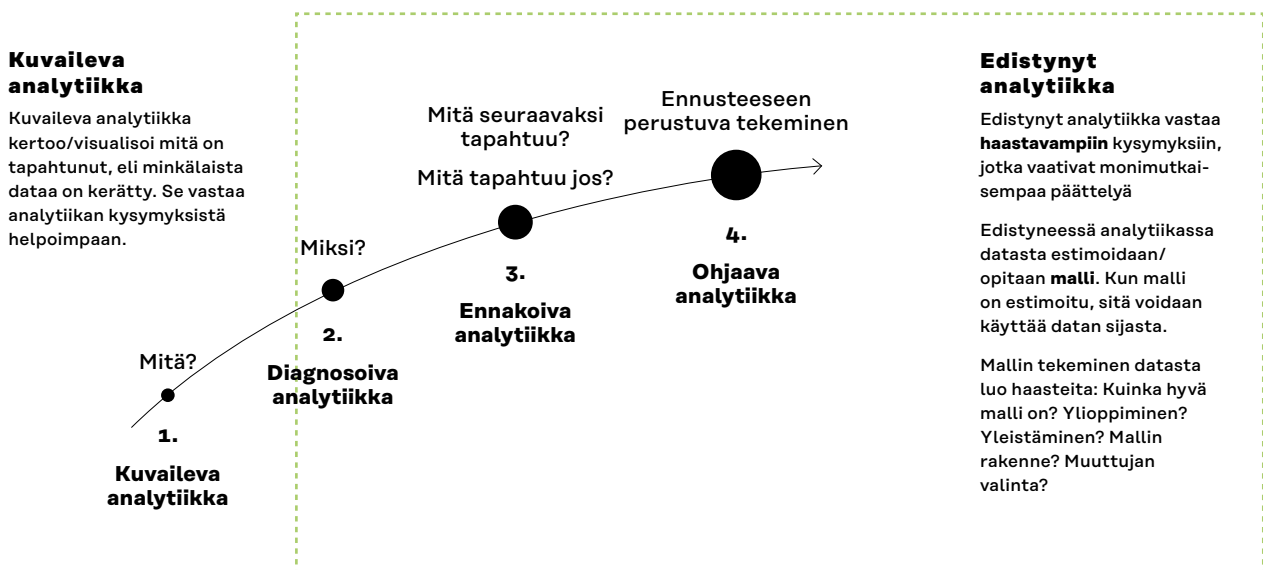 Kuvaileva
analytiikka
Kuvaileva analytiikka
kertoo/visualisoi mitä on
tapahtunut, eli minkälaista
dataa on kerätty. Se vastaa
analytiikan kysymyksistä
helpoimpaan.
Mitä?
1.
Kuvaileva
analytiikka
Miksi?
2.
Diagnosoiva
analytiikka
Mitä seuraavaksi
tapahtuu?
Mitä tapahtuu jos?
3.
Ennakoiva
analytiikka
Ennusteeseen
perustuva tekeminen
4.
Ohjaava
analytiikka
Edistynyt
analytiikka
Edistynyt analytiikka vastaa
haastavampiin kysymyksiin,
jotka vaativat monimutkai-
sempaa päättelyä
Edistyneessä analytiikassa
datasta estimoidaan/
opitaan malli. Kun malli
on estimoitu, sitä voidaan
käyttää datan sijasta.
Mallin tekeminen datasta
luo haasteita: Kuinka hyvä
malli on? Ylioppiminen?
Yleistäminen? Mallin
rakenne? Muuttujan
valinta?